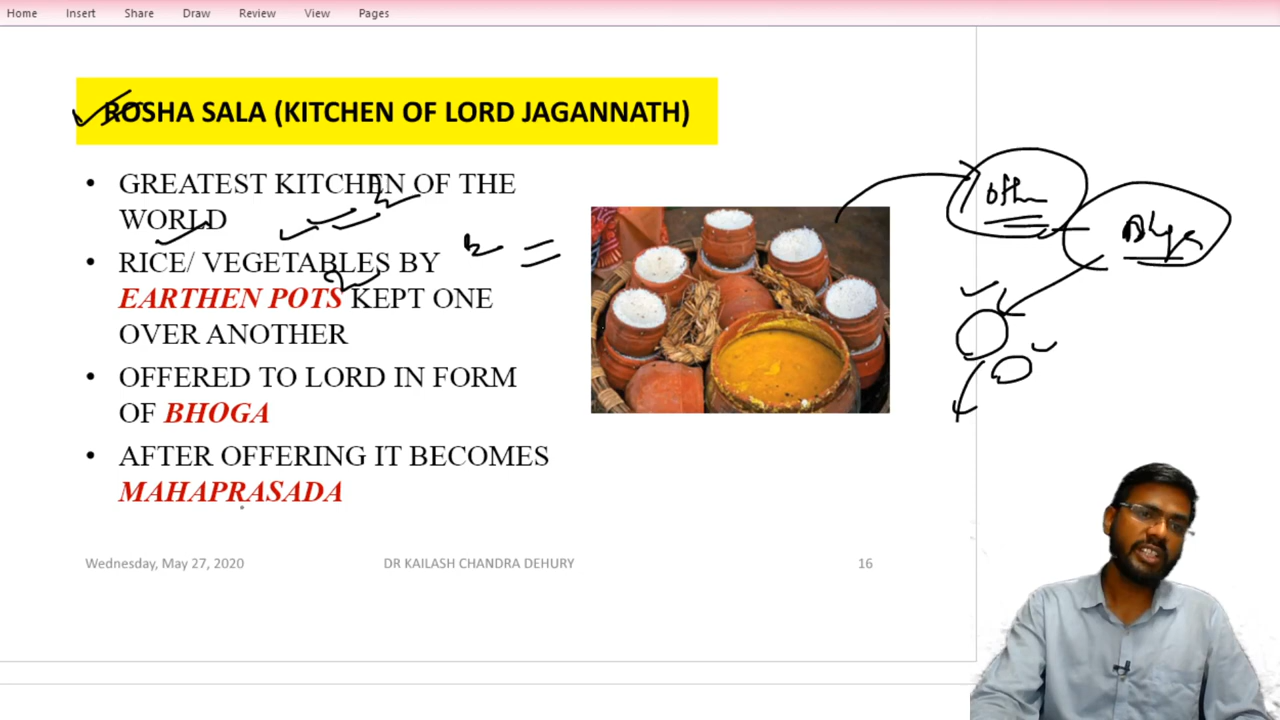 Home Insert Share Draw Review View Pages
ROSHA SALA (KITCHEN OF LORD JAGANNATH)
• GREATEST KITCHEN OF THE
WORLD
• RICE/ VEGETABLES BY
EARTHEN POTS KEPT ONE
OVER ANOTHER
• OFFERED TO LORD IN FORM
OF BHOGA
• AFTER OFFERING IT BECOMES
MAHAPRASADA
Wednesday, May 27, 2020 DR KAILASH CHANDRA DEHURY 16